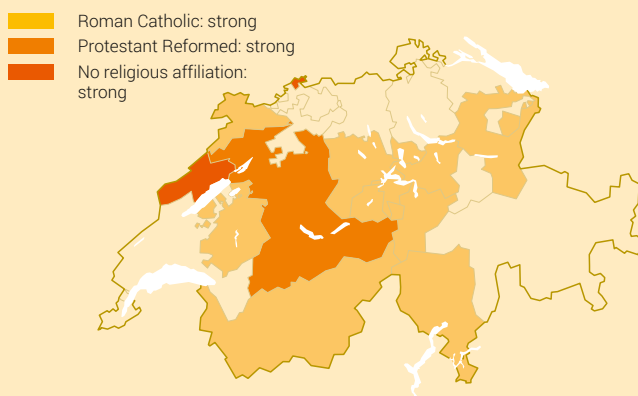 Roman Catholic: strong
Protestant Reformed: strong
No religious affiliation:
strong